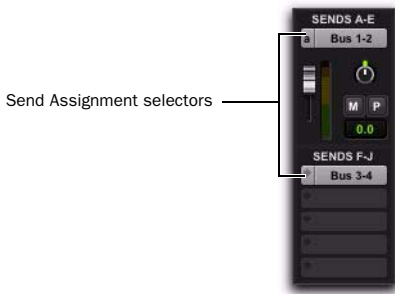 SENDS A-E
a Bus 1-2
Send Assignment selectors
M P
0.0
SENDS F-J
Bus 3-4